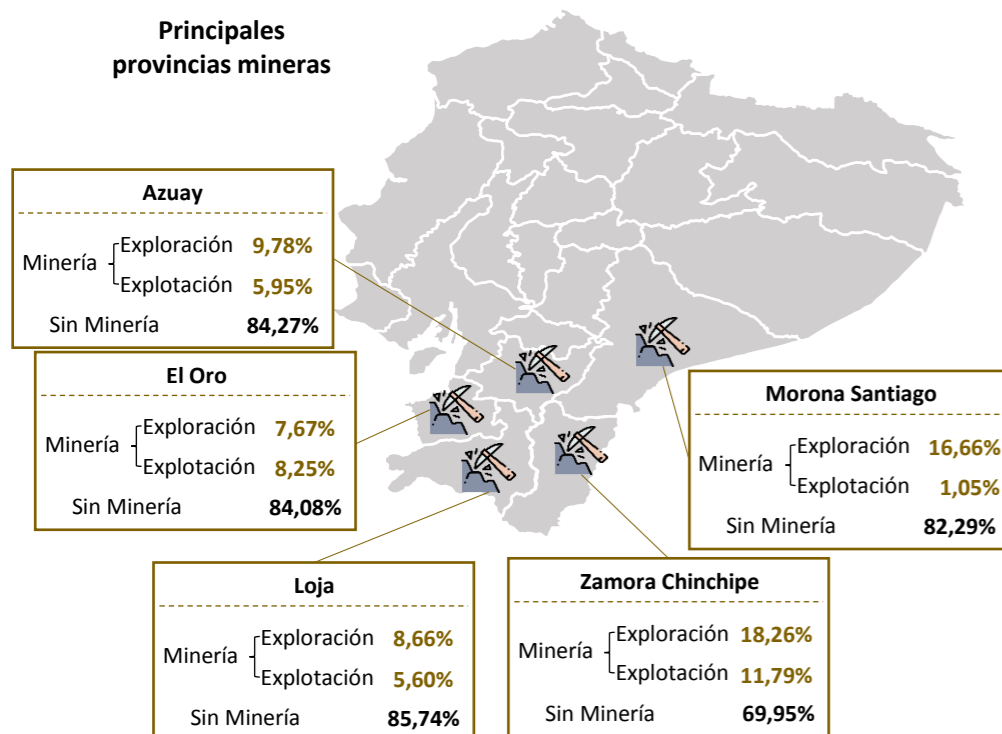 Principales
provincias mineras
Azuay
Minería
Exploración 9,78%
Explotación 5,95%
Sin Minería 84,27%
El Oro
Minería
Exploración 7,67%
Explotación 8,25%
Sin Minería 84,08%
Morona Santiago
Minería
Exploración 16,66%
Explotación 1,05%
Sin Minería 82,29%
Loja
Minería
Exploración 8,66%
Explotación 5,60%
Sin Minería 85,74%
Zamora Chinchipe
Minería
Exploración 18,26%
Explotación 11,79%
Sin Minería 69,95%